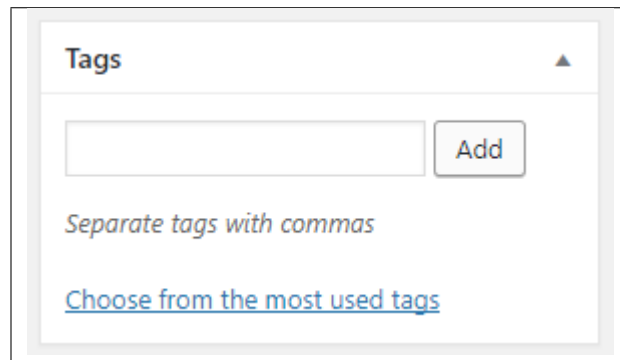 Tags
Add
Separate tags with commas
Choose from the most used tags